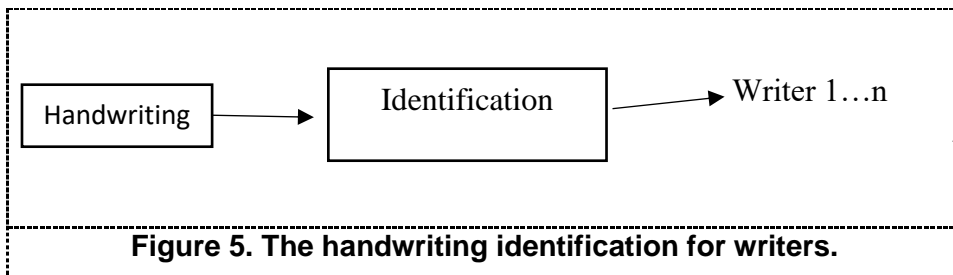 Handwriting
Identification
Writer 1…n
Figure 5. The handwriting identification for writers.